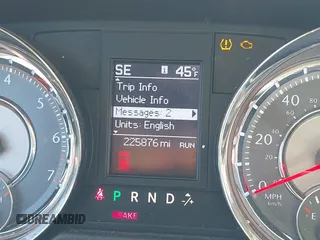 SE i 45°F
Trip Info
Vehicle Info
Messages: 2
Units: English
225876 mi RUN
P R N D
BRAKE
7 6 5
MPH 0 20 40
DREAMBID